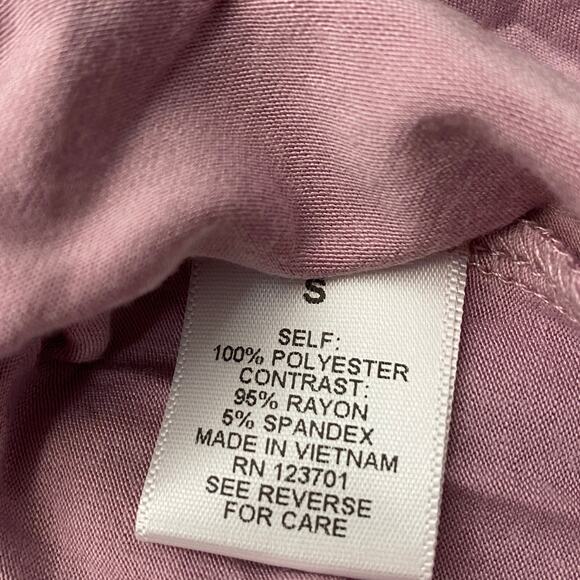 S
SELF:
100% POLYESTER
CONTRAST:
95% RAYON
5% SPANDEX
MADE IN VIETNAM
RN 123701
SEE REVERSE
FOR CARE